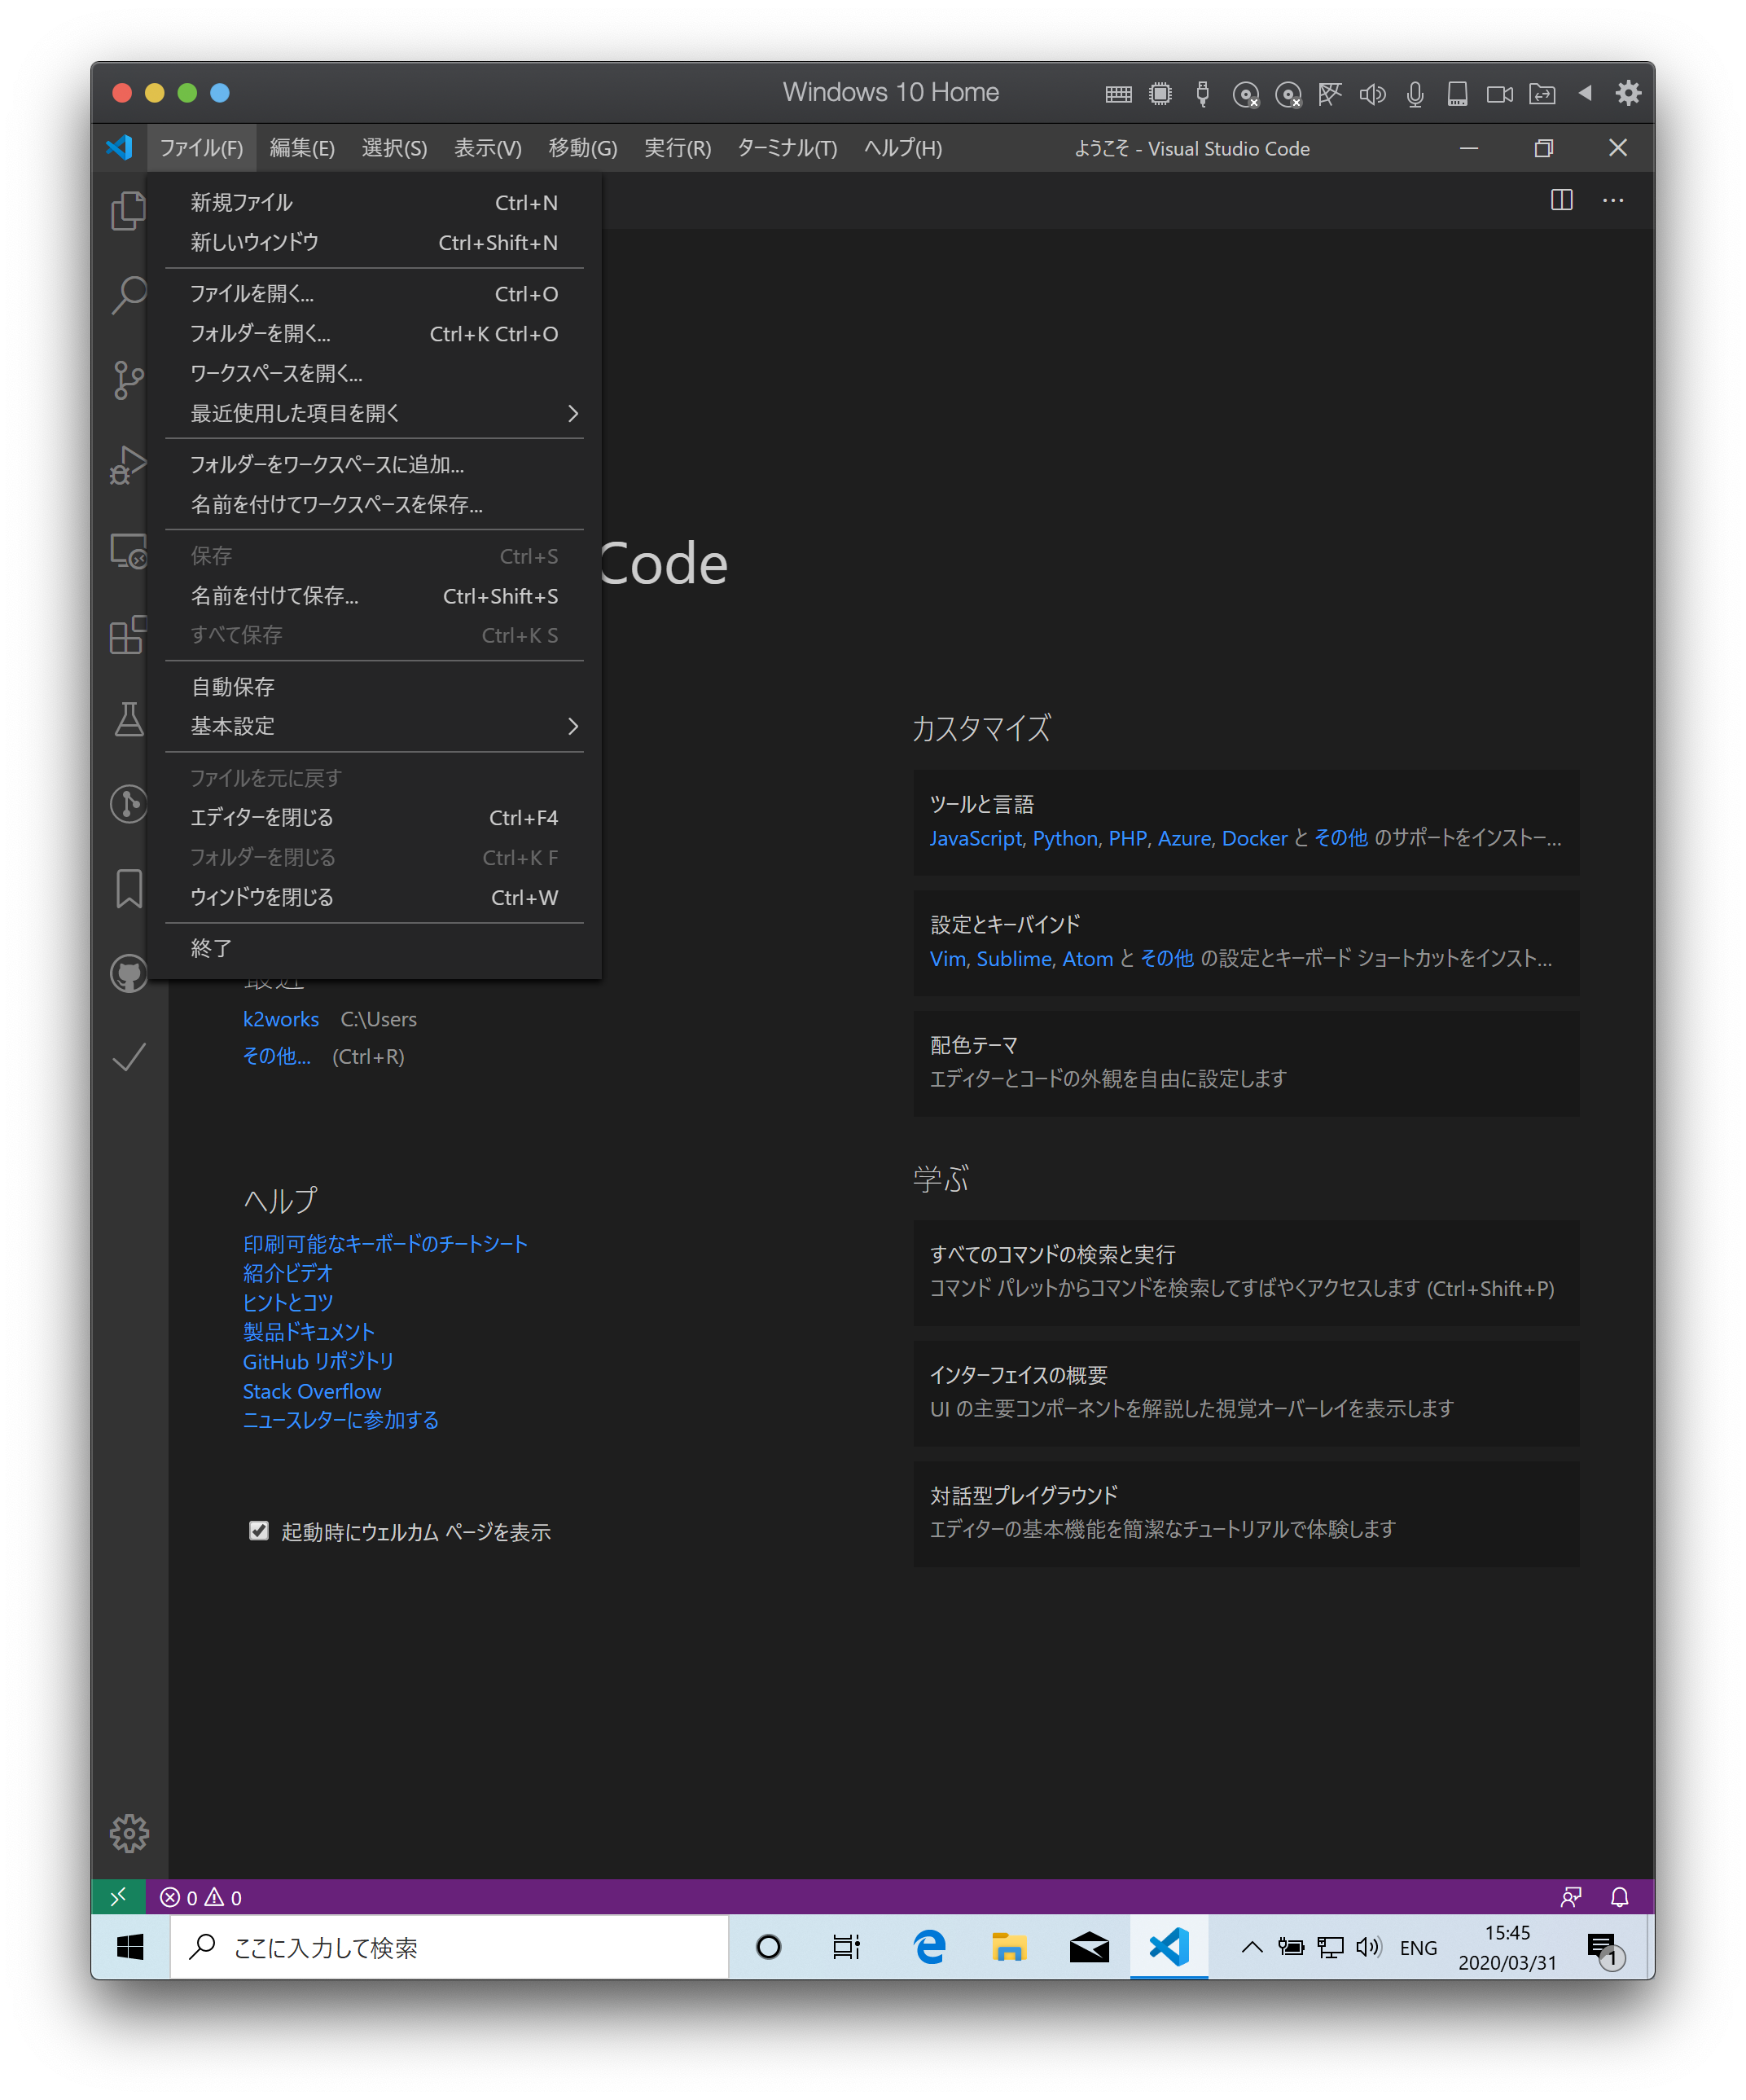 Windows 10 Home
ファイル(F) 編集(E) 選択(S) 表示(V) 移動(G) 実行(R) ターミナル(T) ヘルプ(H) ようこそ - Visual Studio Code
新規ファイル Ctrl+N
新しいウィンドウ Ctrl+Shift+N
ファイルを開く... Ctrl+O
フォルダーを開く... Ctrl+K Ctrl+O
ワークスペースを開く...
最近使用した項目を開く
フォルダーをワークスペースに追加...
名前を付けてワークスペースを保存...
保存 Ctrl+S
名前を付けて保存... Ctrl+Shift+S
すべて保存 Ctrl+K S
自動保存
基本設定
ファイルを元に戻す
エディターを閉じる Ctrl+F4
フォルダーを閉じる Ctrl+K F
ウィンドウを閉じる Ctrl+W
終了
Code
最近
k2works C:\Users
その他... (Ctrl+R)
ヘルプ
印刷可能なキーボードのチートシート
紹介ビデオ
ヒントとコツ
製品ドキュメント
GitHub リポジトリ
Stack Overflow
ニュースレターに参加する
起動時にウェルカム ページを表示
カスタマイズ
ツールと言語
JavaScript, Python, PHP, Azure, Docker と その他 のサポートをインストー...
設定とキーバインド
Vim, Sublime, Atom と その他 の設定とキーボード ショートカットをインスト...
配色テーマ
エディターとコードの外観を自由に設定します
学ぶ
すべてのコマンドの検索と実行
コマンド パレットからコマンドを検索してすばやくアクセスします (Ctrl+Shift+P)
インターフェイスの概要
UI の主要コンポーネントを解説した視覚オーバーレイを表示します
対話型プレイグラウンド
エディターの基本機能を簡潔なチュートリアルで体験します
0 0
ここに入力して検索
ENG
15:45
2020/03/31
1